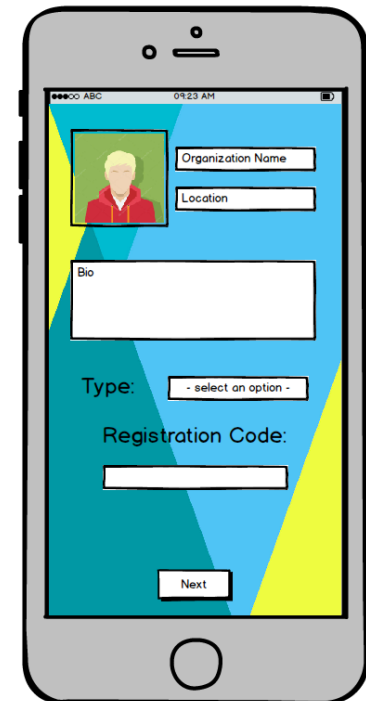 ABC
09:23 AM
Organization Name
Location
Bio
Type:
- select an option -
Registration Code:
Next